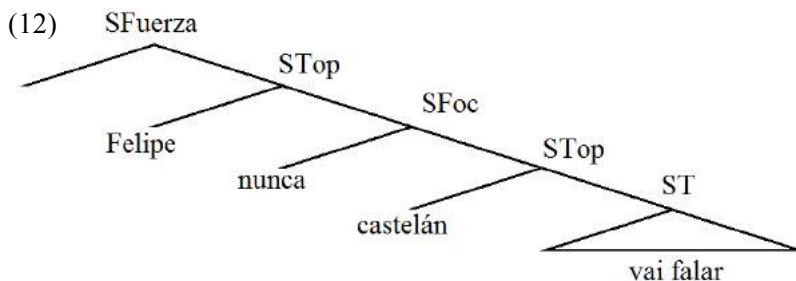 (12)
SFuerza
STop
Felipe
SFoc
nunca
STop
castelán
ST
vai falar